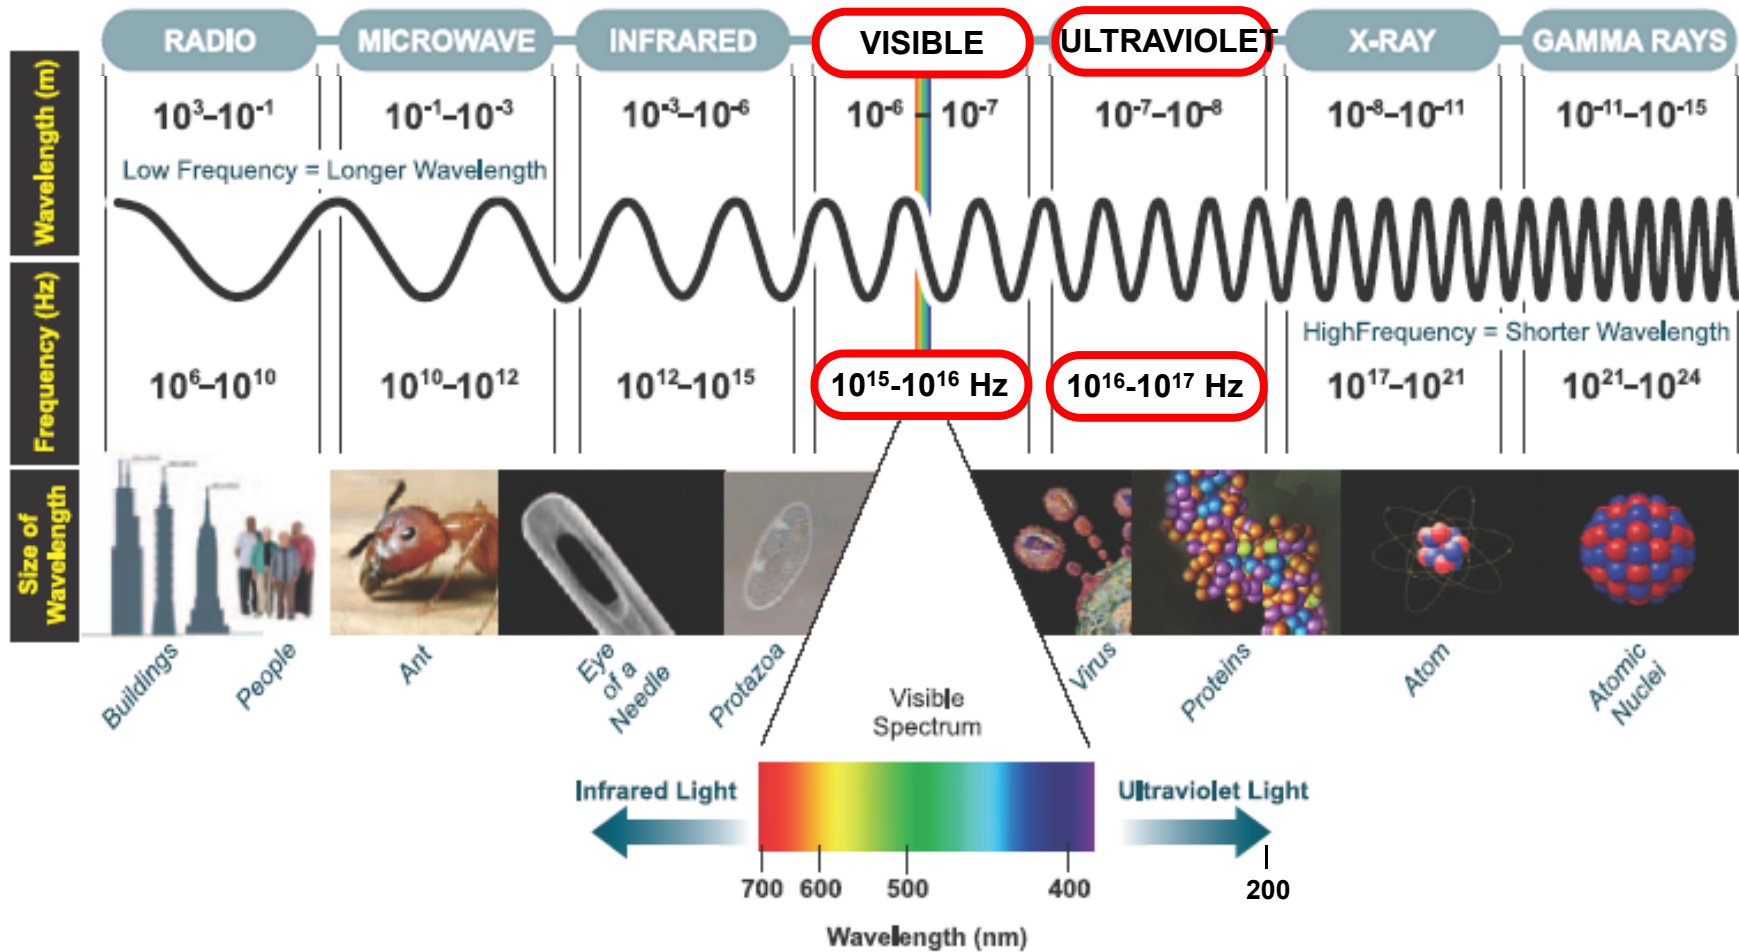 RADIO
MICROWAVE
INFRARED
VISIBLE
ULTRAVIOLET
X-RAY
GAMMA RAYS
Wavelength (m)
10³–10⁻¹
10⁻¹–10⁻³
10⁻³–10⁻⁶
10⁻⁶ – 10⁻⁷
10⁻⁷–10⁻⁸
10⁻⁸–10⁻¹¹
10⁻¹¹–10⁻¹⁵
Low Frequency = Longer Wavelength
HighFrequency = Shorter Wavelength
Frequency (Hz)
10⁶–10¹⁰
10¹⁰–10¹²
10¹²–10¹⁵
10¹⁵-10¹⁶ Hz
10¹⁶-10¹⁷ Hz
10¹⁷–10²¹
10²¹–10²⁴
Size of
Wavelength
Buildings
People
Ant
Eye
of a
Needle
Protazoa
Virus
Proteins
Atom
Atomic
Nuclei
Visible
Spectrum
Infrared Light
Ultraviolet Light
700
600
500
400
200
Wavelength (nm)